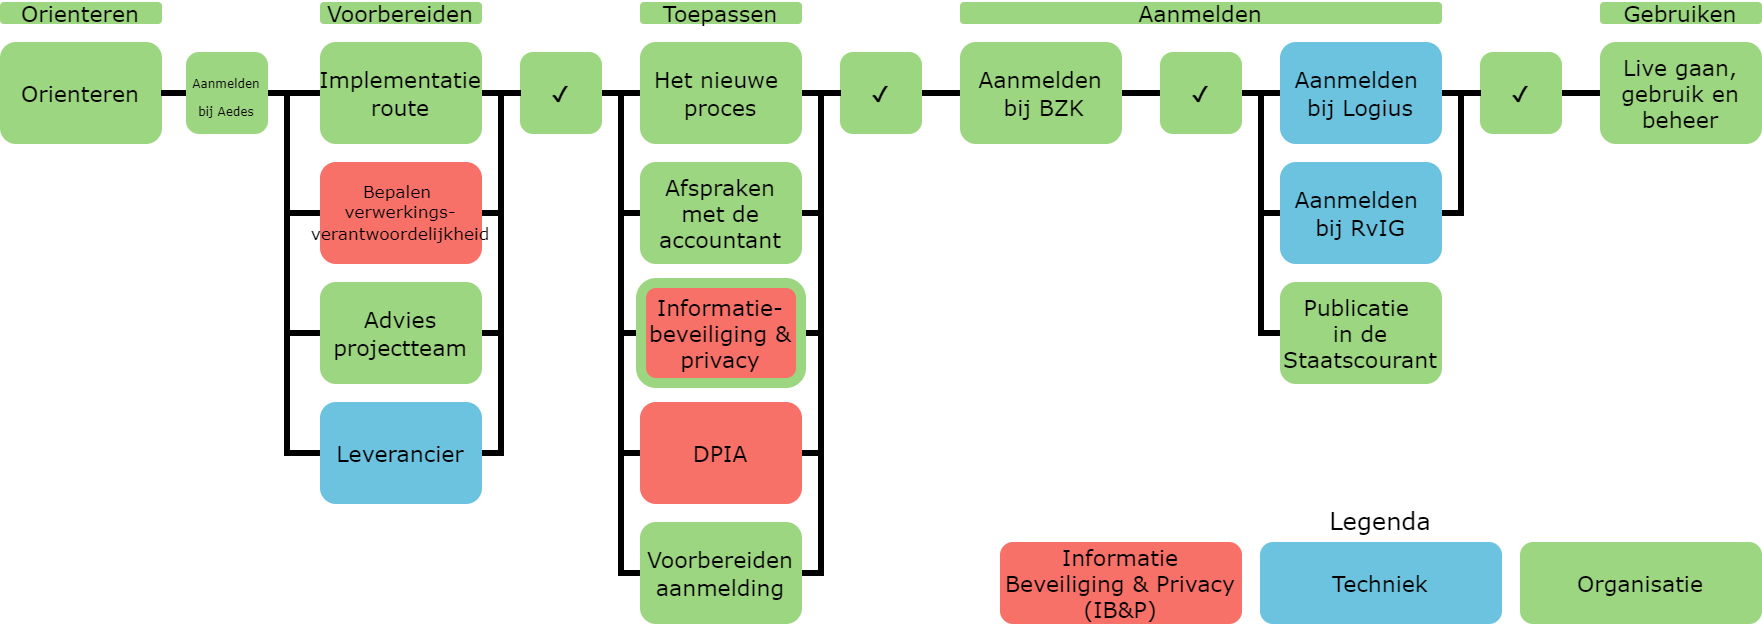 Orienteren
Voorbereiden
Toepassen
Aanmelden
Gebruiken
Orienteren
Aanmelden
bij Aedes
Implementatie
route
✓
Het nieuwe
proces
✓
Aanmelden
bij BZK
✓
Aanmelden
bij Logius
✓
Live gaan,
gebruik en
beheer
Bepalen
verwerkings-
verantwoordelijkheid
Afspraken
met de
accountant
Aanmelden
bij RvIG
Advies
projectteam
Informatie-
beveiliging &
privacy
Publicatie
in de
Staatscourant
Leverancier
DPIA
Voorbereiden
aanmelding
Legenda
Informatie
Beveiliging & Privacy
(IB&P)
Techniek
Organisatie